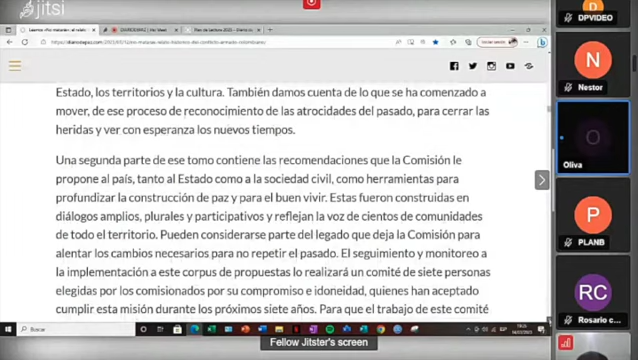 jitsi
Estado, los territorios y la cultura. También damos cuenta de lo que se ha comenzado a
mover, de ese proceso de reconocimiento de las atrocidades del pasado, para cerrar las
heridas y ver con esperanza los nuevos tiempos.
Una segunda parte de ese tomo contiene las recomendaciones que la Comisión le
propone al país, tanto al Estado como a la sociedad civil, como herramientas para
profundizar la construcción de paz y para el buen vivir. Estas fueron construidas en
diálogos amplios, plurales y participativos y reflejan la voz de cientos de comunidades
de todo el territorio. Pueden considerarse parte del legado que deja la Comisión para
alentar los cambios necesarios para no repetir el pasado. El seguimiento y monitoreo a
la implementación a este corpus de propuestas lo realizará un comité de siete personas
elegidas por los comisionados por su compromiso e idoneidad, quienes han aceptado
cumplir esta misión durante los próximos siete años. Para que el trabajo de este comité
Buscar
ESP
Fellow Jitster's screen
D
DPVIDEO
N
Nestor
O
Oliva
P
PLANB
RC
Rosario c...